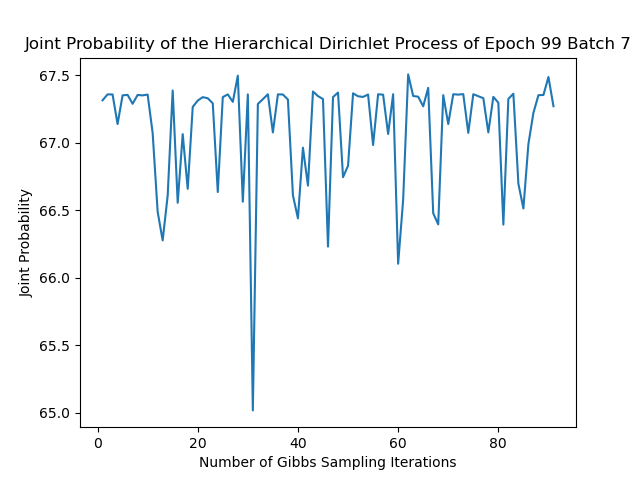 Joint Probability of the Hierarchical Dirichlet Process of Epoch 99 Batch 7
67.5
67.0
66.5
66.0
65.5
65.0
Joint Probability
0 20 40 60 80
Number of Gibbs Sampling Iterations